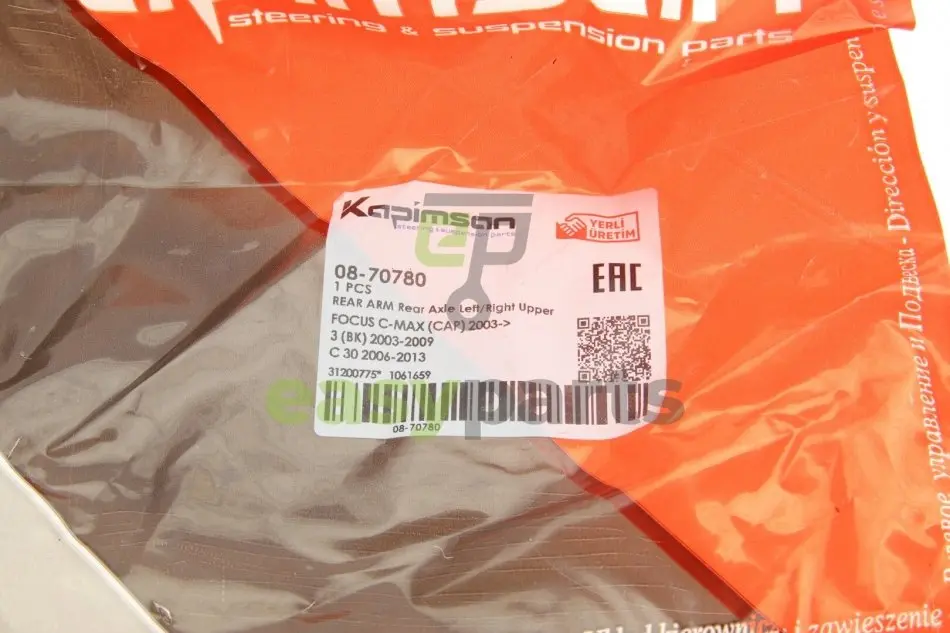 steering & suspension parts
Kapimsan
steering & suspension parts
YERLİ
ÜRETİM
08-70780
1 PCS
EAC
REAR ARM Rear Axle Left/Right Upper
FOCUS C-MAX (CAP) 2003->
3 (BK) 2003-2009
C 30 2006-2013
31200775* 1061659
easyparts
08-70780
управление и Подвеска - Dirección y suspen
i zawieszenie